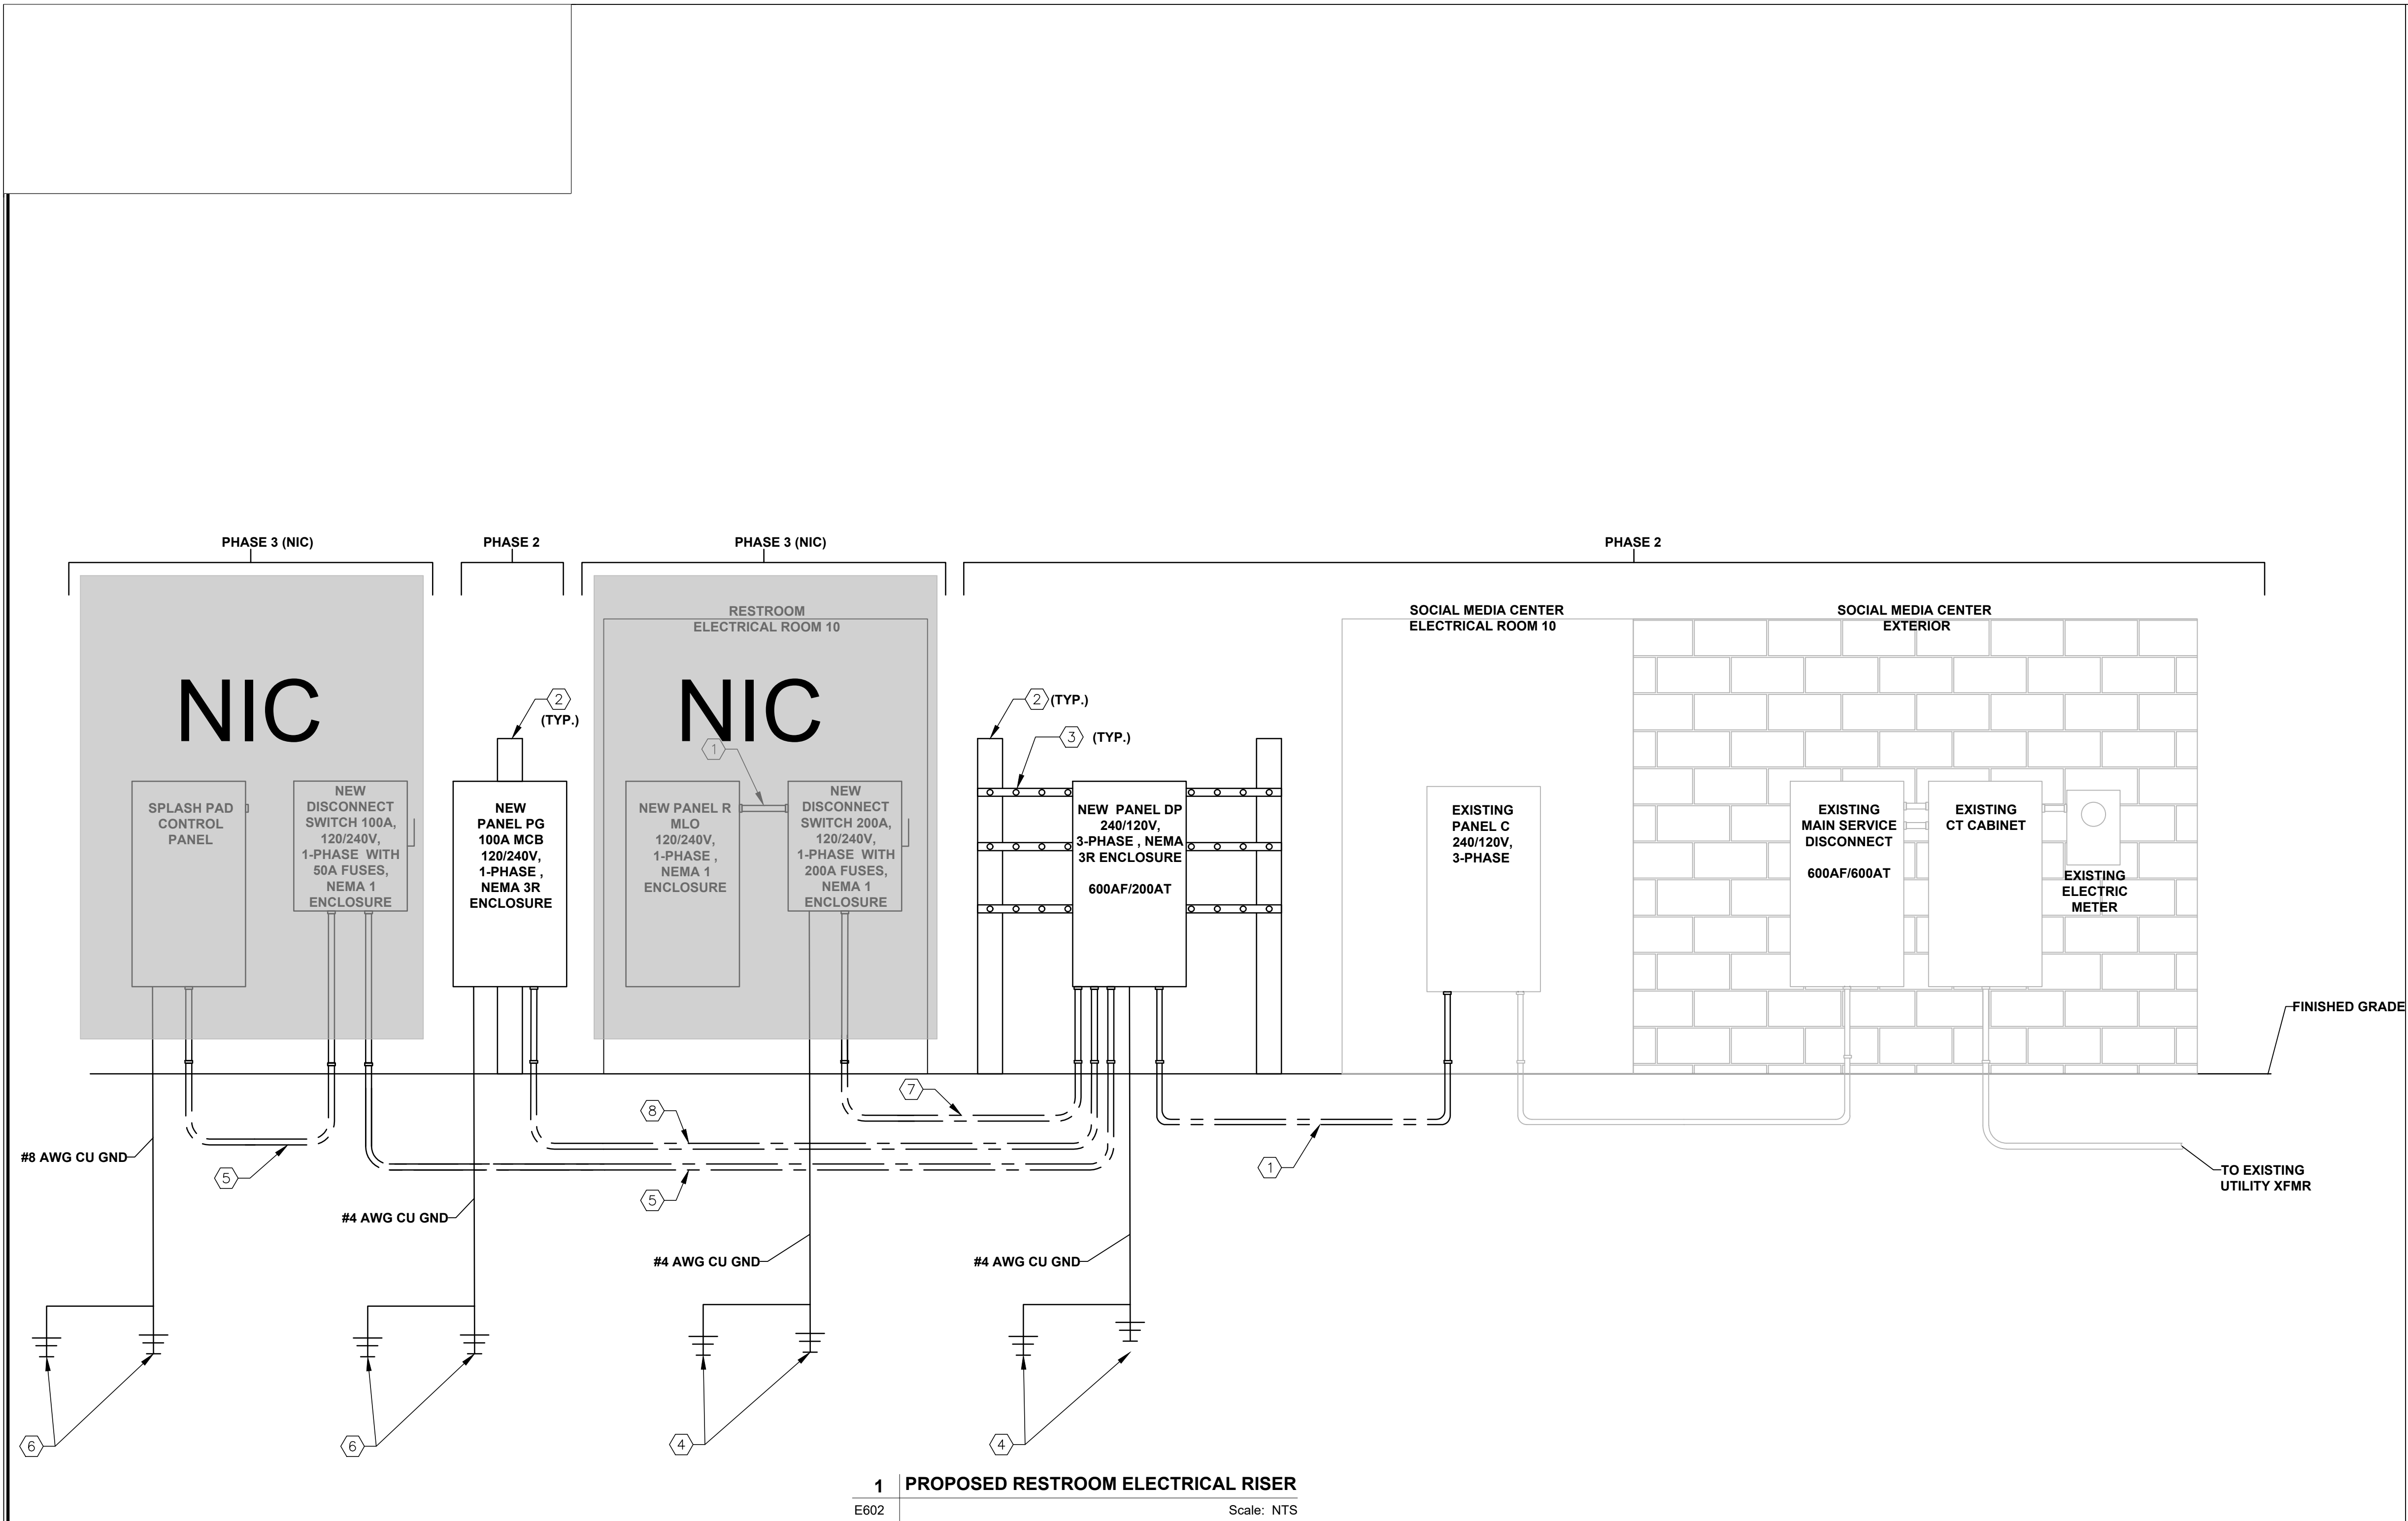 PHASE 3 (NIC)
PHASE 2
PHASE 3 (NIC)
PHASE 2
RESTROOM
ELECTRICAL ROOM 10
SOCIAL MEDIA CENTER
ELECTRICAL ROOM 10
SOCIAL MEDIA CENTER
EXTERIOR
NIC
NIC
2
(TYP.)
1
2
(TYP.)
3
(TYP.)
SPLASH PAD
CONTROL
PANEL
NEW
DISCONNECT
SWITCH 100A,
120/240V,
1-PHASE WITH
50A FUSES,
NEMA 1
ENCLOSURE
NEW
PANEL PG
100A MCB
120/240V,
1-PHASE ,
NEMA 3R
ENCLOSURE
NEW PANEL R
MLO
120/240V,
1-PHASE ,
NEMA 1
ENCLOSURE
NEW
DISCONNECT
SWITCH 200A,
120/240V,
1-PHASE WITH
200A FUSES,
NEMA 1
ENCLOSURE
NEW PANEL DP
240/120V,
3-PHASE , NEMA
3R ENCLOSURE
600AF/200AT
EXISTING
PANEL C
240/120V,
3-PHASE
EXISTING
MAIN SERVICE
DISCONNECT
600AF/600AT
EXISTING
CT CABINET
EXISTING
ELECTRIC
METER
FINISHED GRADE
7
8
5
5
1
#8 AWG CU GND
#4 AWG CU GND
#4 AWG CU GND
#4 AWG CU GND
TO EXISTING
UTILITY XFMR
6
6
4
4
1
PROPOSED RESTROOM ELECTRICAL RISER
E602
Scale: NTS